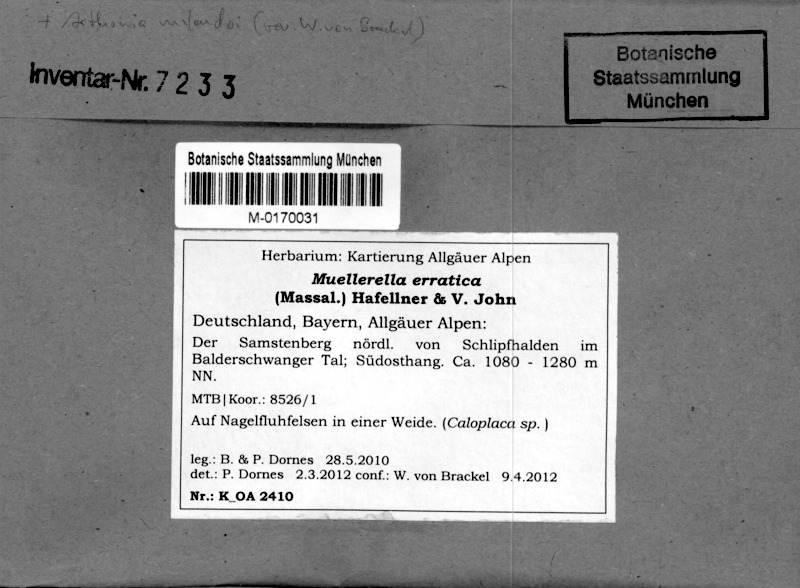 + Arthonia (ver. W. von Brackel)
Inventar-Nr. 7233
Botanische
Staatssammlung
München
Botanische Staatssammlung München
M-0170031
Herbarium: Kartierung Allgäuer Alpen
Muellerella erratica
(Massal.) Hafellner & V. John
Deutschland, Bayern, Allgäuer Alpen:
Der Samstenberg nördl. von Schlipfhalden im
Balderschwanger Tal; Südosthang. Ca. 1080 - 1280 m
NN.
MTB|Koor.: 8526/1
Auf Nagelfluhfelsen in einer Weide. (Caloplaca sp. )
leg.: B. & P. Dornes 28.5.2010
det.: P. Dornes 2.3.2012 conf.: W. von Brackel 9.4.2012
Nr.: K_OA 2410